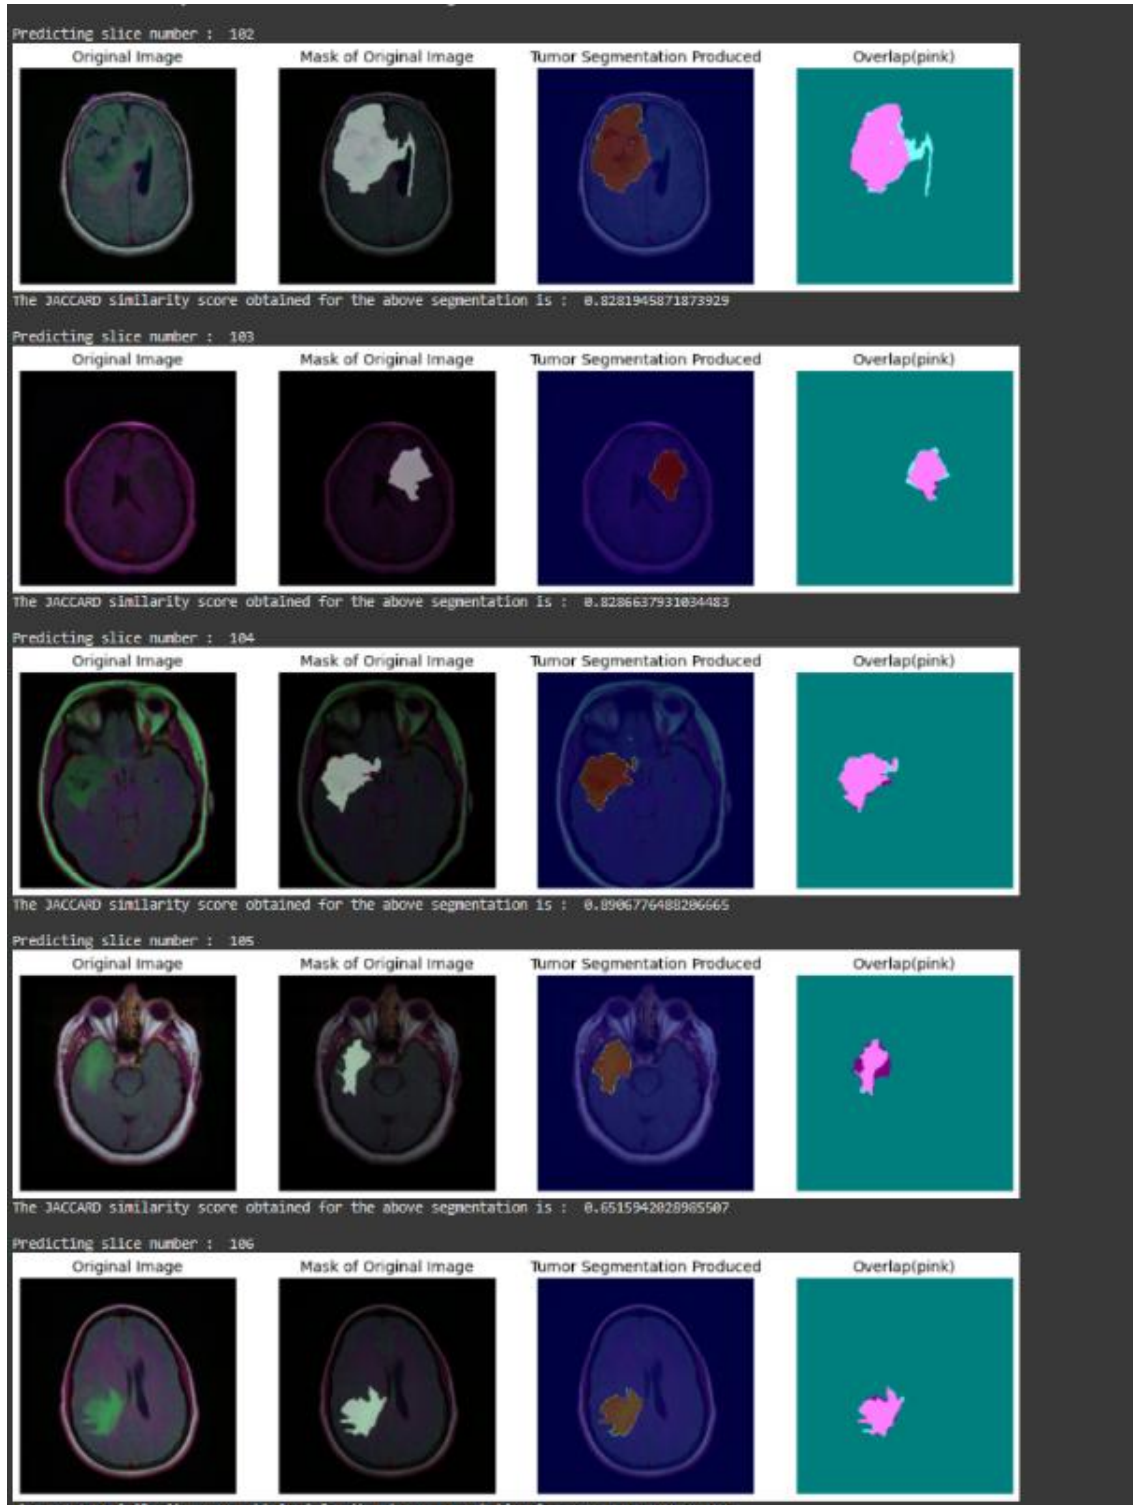 Predicting slice number : 102
Original Image Mask of Original Image Tumor Segmentation Produced Overlap(pink)
The JACCARD similarity score obtained for the above segmentation is : 0.8281945871873929
Predicting slice number : 103
Original Image Mask of Original Image Tumor Segmentation Produced Overlap(pink)
The JACCARD similarity score obtained for the above segmentation is : 0.8286637931034483
Predicting slice number : 104
Original Image Mask of Original Image Tumor Segmentation Produced Overlap(pink)
The JACCARD similarity score obtained for the above segmentation is : 0.8906776488206665
Predicting slice number : 105
Original Image Mask of Original Image Tumor Segmentation Produced Overlap(pink)
The JACCARD similarity score obtained for the above segmentation is : 0.6515942028985507
Predicting slice number : 106
Original Image Mask of Original Image Tumor Segmentation Produced Overlap(pink)